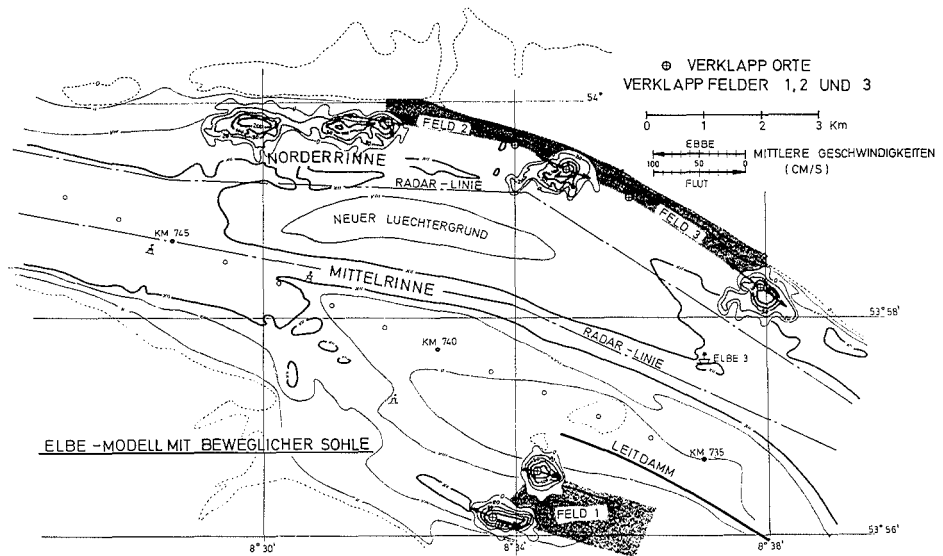 ⊕ VERKLAPP ORTE
VERKLAPP FELDER 1, 2 UND 3
54°
0 1 2 3 Km
EBBE
100 50 0
FLUT
MITTLERE GESCHWINDIGKEITEN
(CM/S)
FELD 2
NORDERRINNE
RADAR-LINIE
FELD 3
NEUER LUECHTERGRUND
KM 745
MITTELRINNE
53° 58'
RADAR-LINIE
KM 740
ELBE 3
ELBE-MODELL MIT BEWEGLICHER SOHLE
LEITDAMM
KM 735
FELD 1
53° 56'
8° 30' 8° 34' 8° 38'